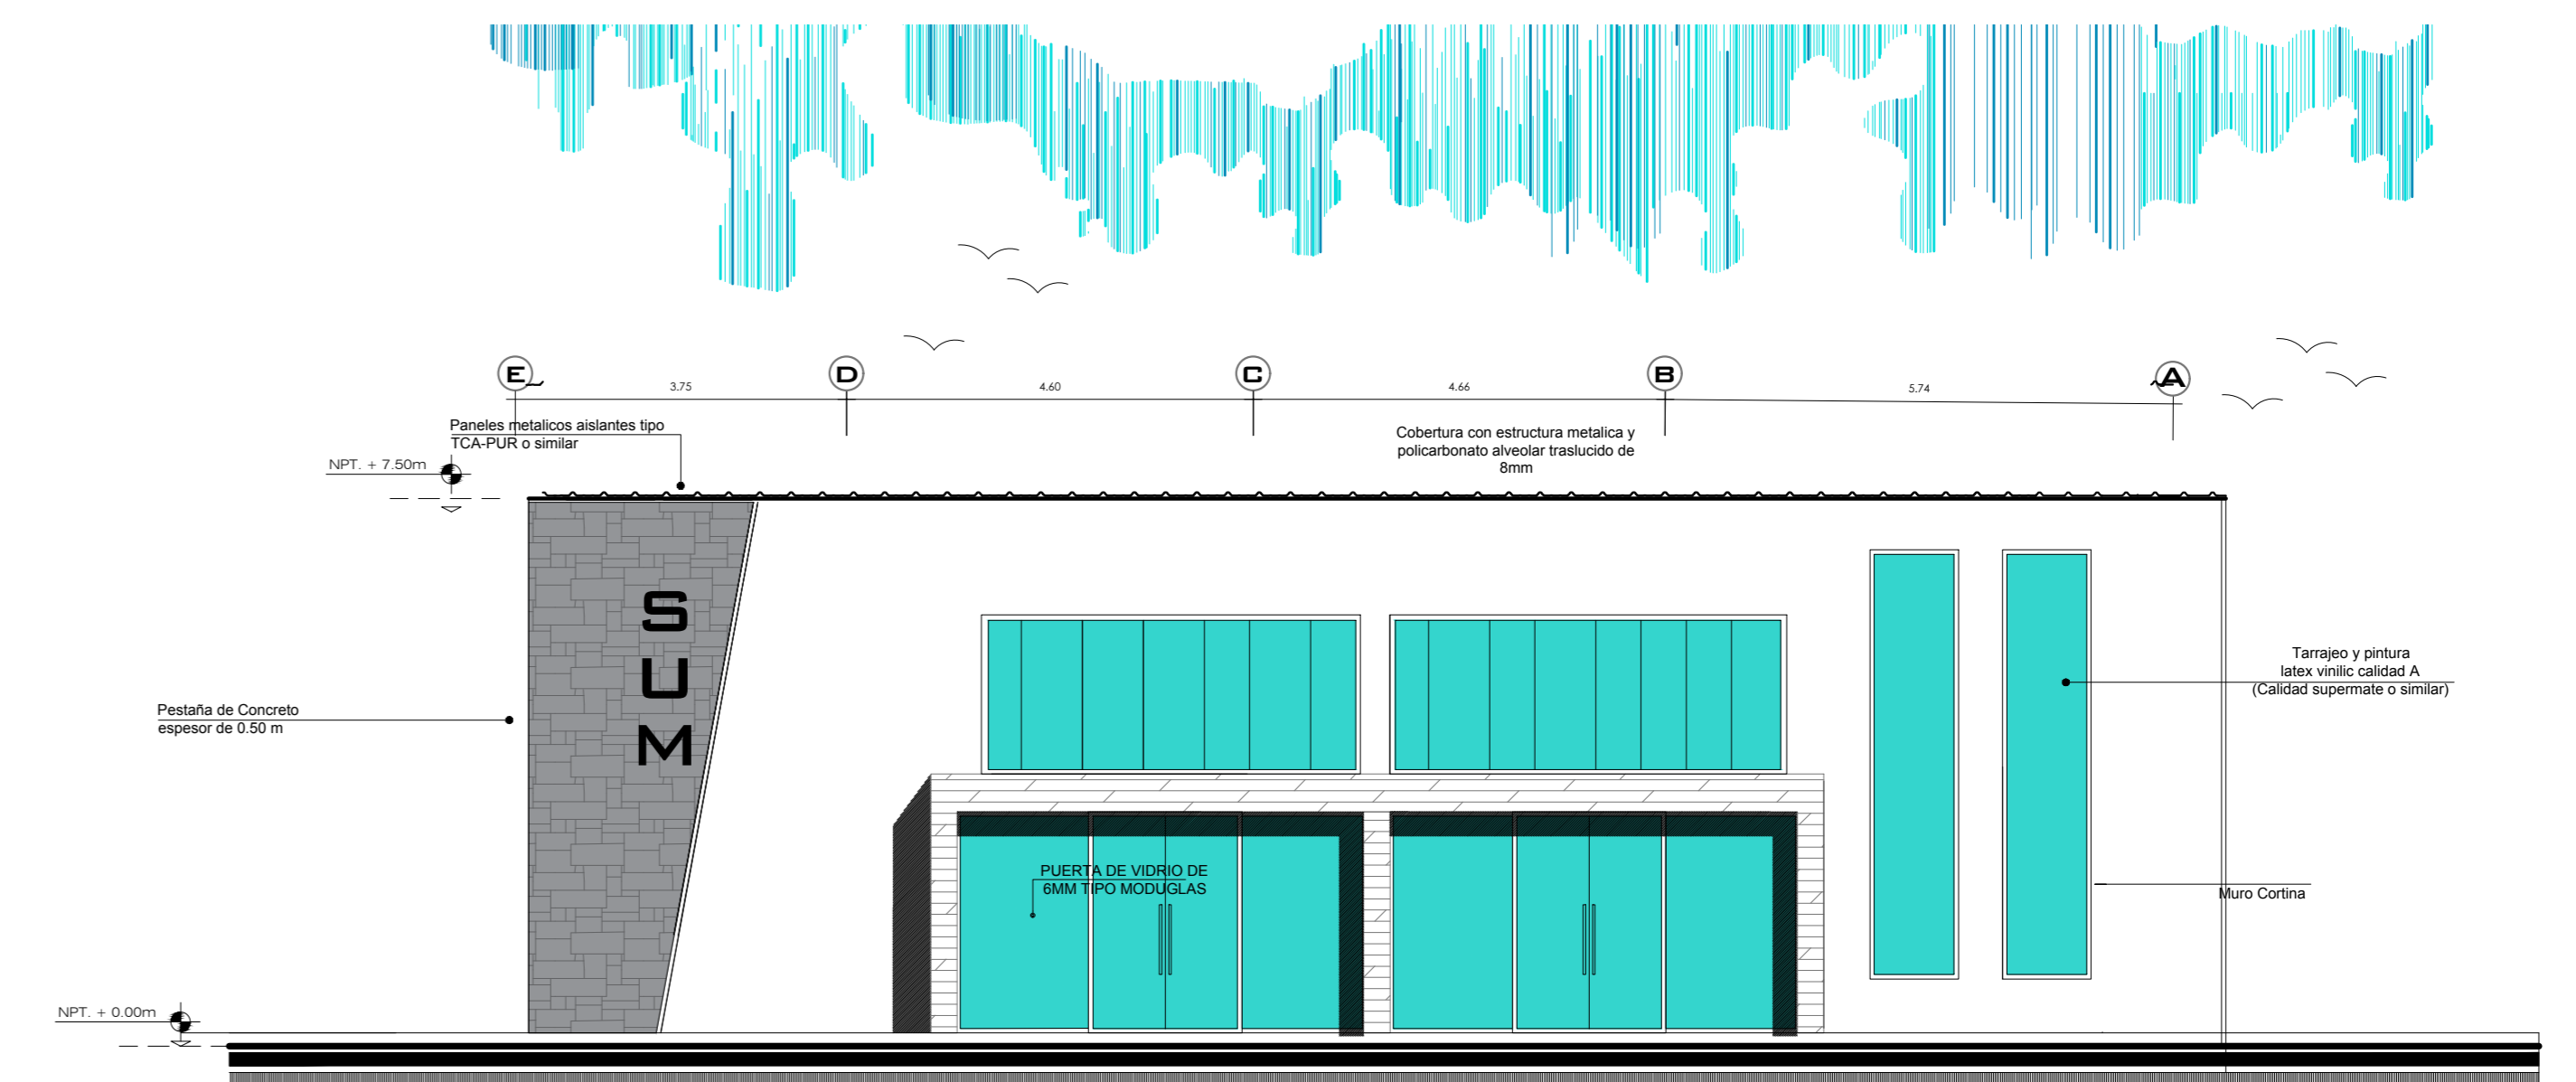 E
D
C
B
A
3.75
4.60
4.66
5.74
Paneles metalicos aislantes tipo
TCA-PUR o similar
Cobertura con estructura metalica y
policarbonato alveolar traslucido de
8mm
NPT. + 7.50m
S
U
M
Tarrajeo y pintura
latex vinilic calidad A
(Calidad supermate o similar)
Pestaña de Concreto
espesor de 0.50 m
PUERTA DE VIDRIO DE
6MM TIPO MODUGLAS
Muro Cortina
NPT. + 0.00m